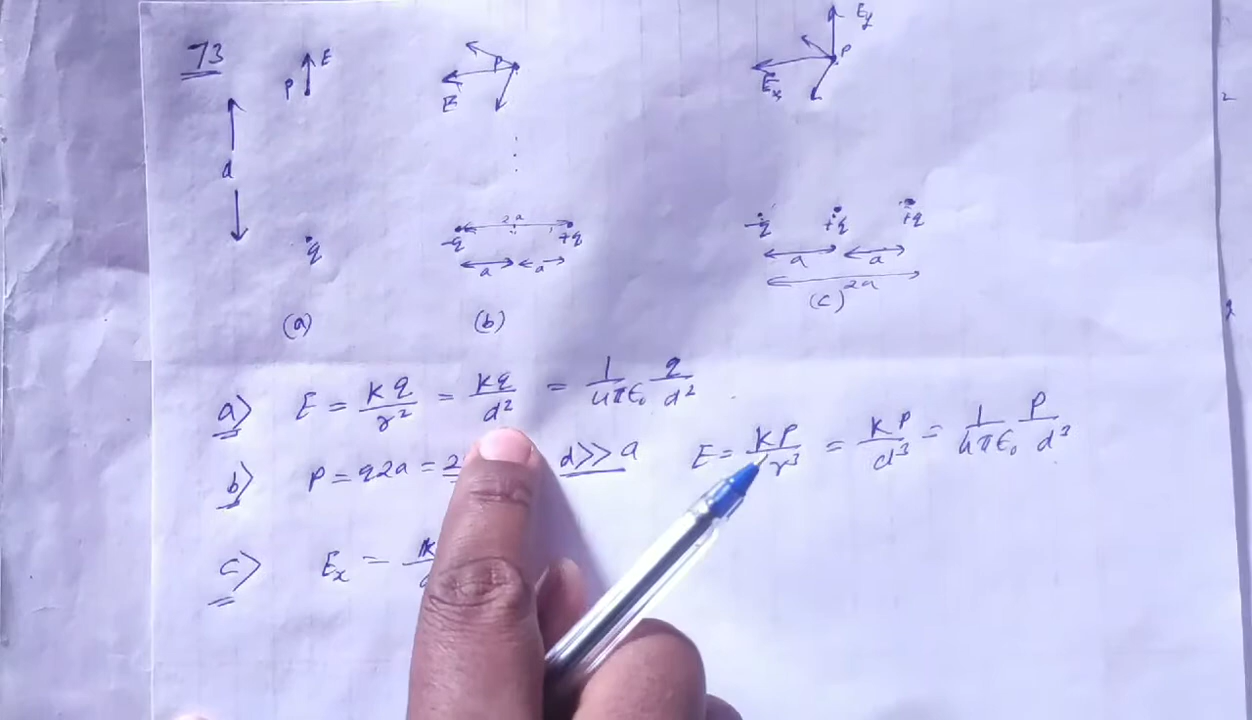 73
P E
d
q
(a)
P
E
2a
-q +q
a a
(b)
Ey
P
Ex
-q +q +q
a a
2a
(c)
a> E = Kq/r² = Kq/d² = 1/4πϵ₀ q/d²
b> P = q2a = 2 d>>a E = KP/r³ = KP/d³ = 1/4πϵ₀ P/d³
c> Ex = K